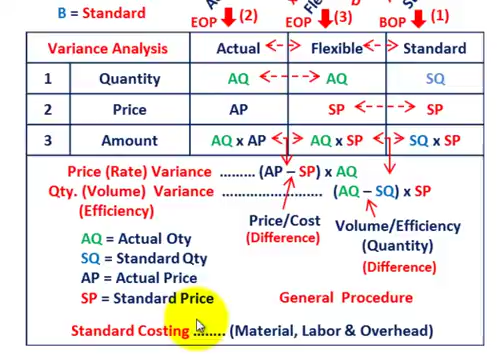 B = Standard
EOP (2) EOP (3) BOP (1)
Variance Analysis Actual Flexible Standard
1 Quantity AQ AQ SQ
2 Price AP SP SP
3 Amount AQ x AP AQ x SP SQ x SP
Price (Rate) Variance ......... (AP – SP) x AQ
Qty. (Volume) Variance ......................... (AQ – SQ) x SP
(Efficiency)
Price/Cost
(Difference)
Volume/Efficiency
(Quantity)
(Difference)
AQ = Actual Qty
SQ = Standard Qty
AP = Actual Price
SP = Standard Price
General Procedure
Standard Costing ........ (Material, Labor & Overhead)